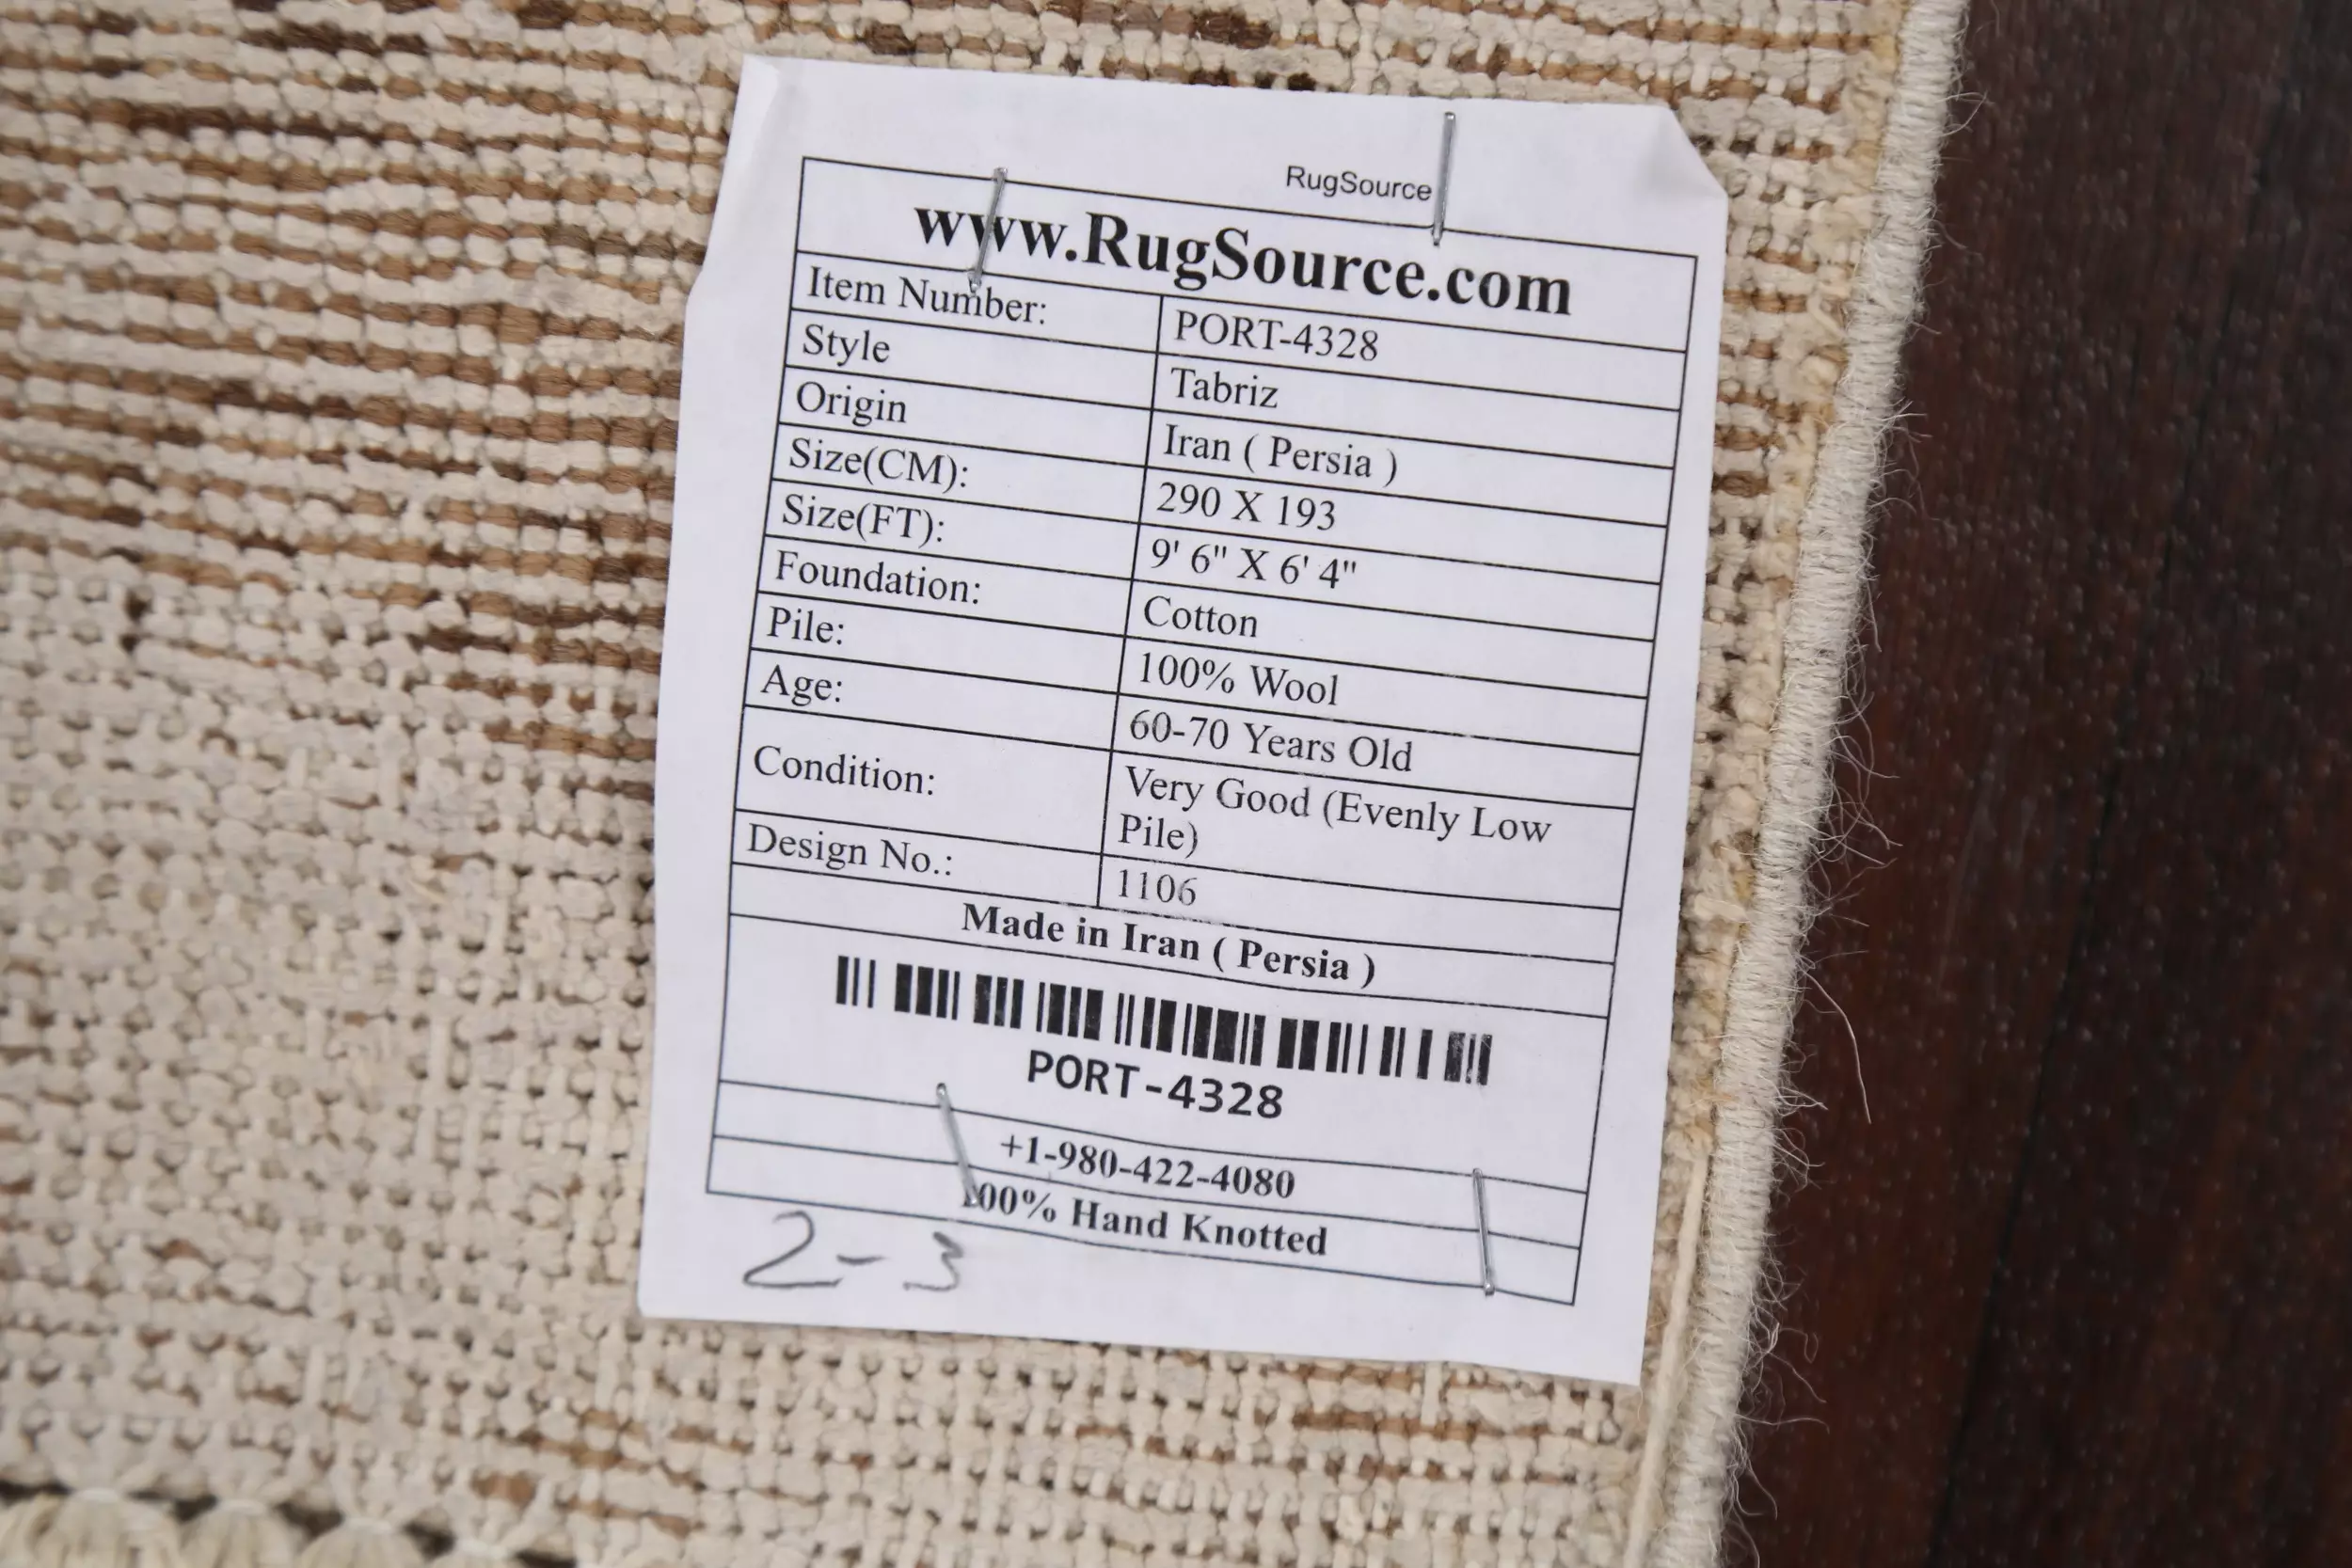 RugSource
www.RugSource.com
Item Number: PORT-4328
Style Tabriz
Origin Iran ( Persia )
Size(CM): 290 X 193
Size(FT): 9' 6" X 6' 4"
Foundation: Cotton
Pile: 100% Wool
Age: 60-70 Years Old
Condition: Very Good (Evenly Low
Pile)
Design No.: 1106
Made in Iran ( Persia )
PORT-4328
+1-980-422-4080
100% Hand Knotted
2-3